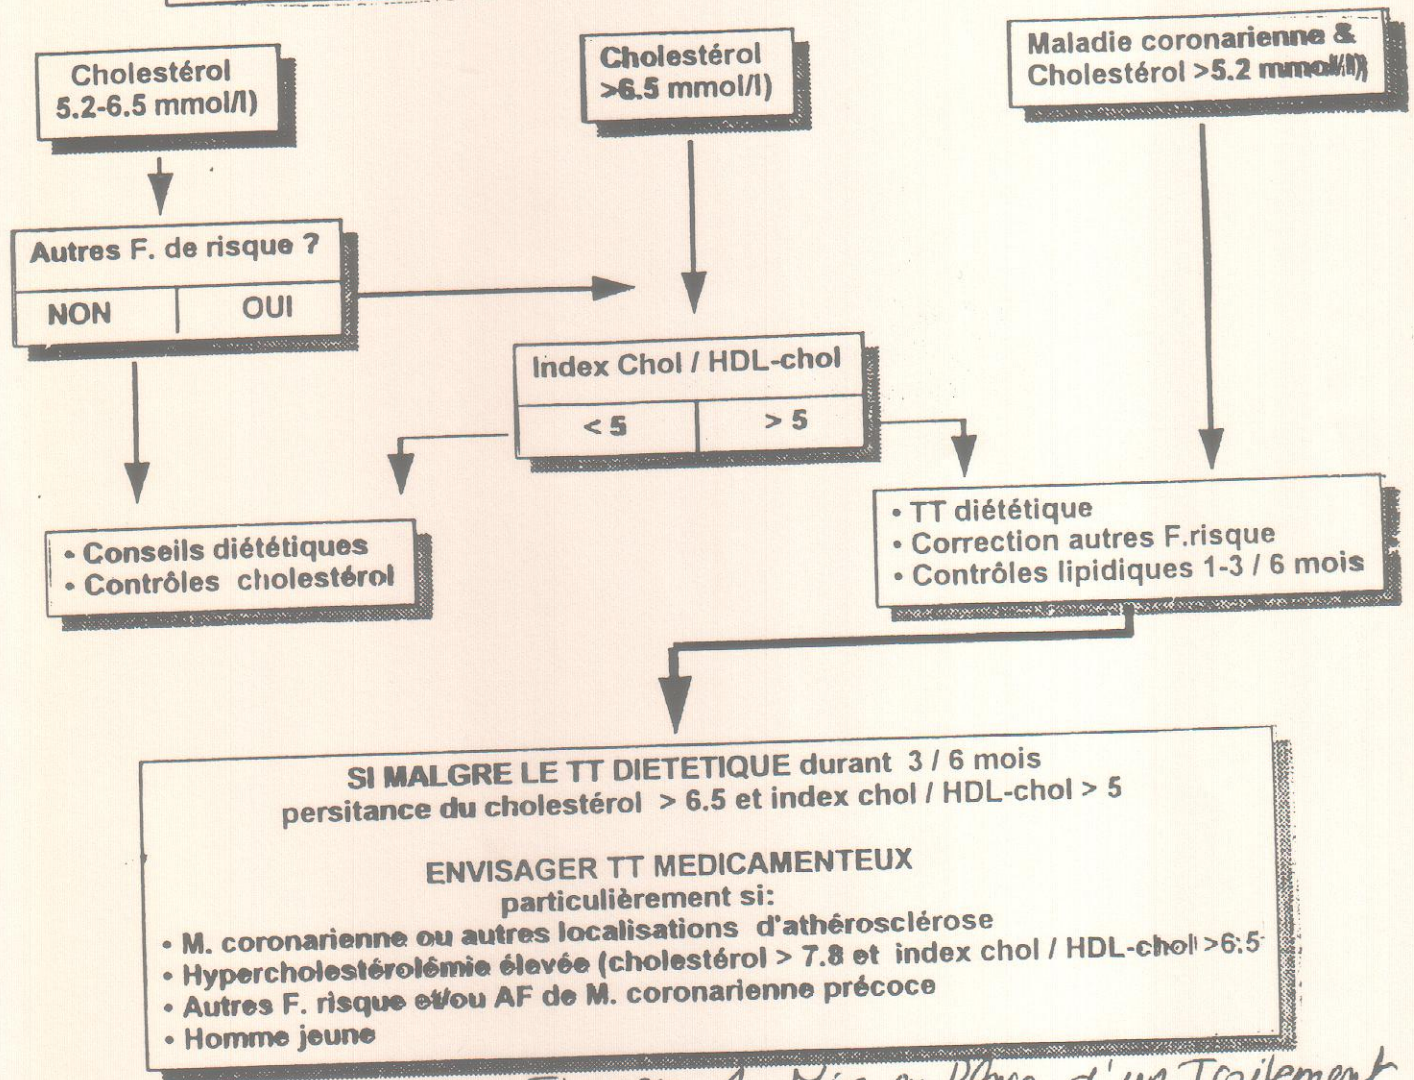 Cholestérol
5.2-6.5 mmol/l)
Cholestérol
>6.5 mmol/l)
Maladie coronarienne &
Cholestérol >5.2 mmol/l)
Autres F. de risque ?
NON OUI
Index Chol / HDL-chol
< 5 > 5
• Conseils diététiques
• Contrôles cholestérol
• TT diététique
• Correction autres F.risque
• Contrôles lipidiques 1-3 / 6 mois
SI MALGRE LE TT DIETETIQUE durant 3 / 6 mois
persitance du cholestérol > 6.5 et index chol / HDL-chol > 5
ENVISAGER TT MEDICAMENTEUX
particulièrement si:
• M. coronarienne ou autres localisations d'athérosclérose
• Hypercholestérolémie élevée (cholestérol > 7.8 et index chol / HDL-chol >6.5
• Autres F. risque et/ou AF de M. coronarienne précoce
• Homme jeune
d'un Traitement